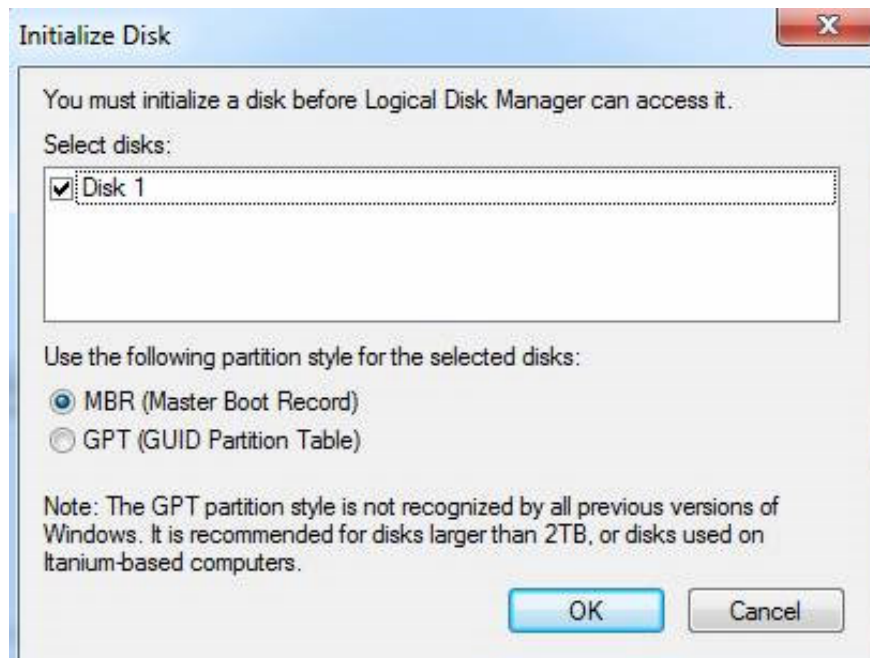 Initialize Disk
You must initialize a disk before Logical Disk Manager can access it.
Select disks:
Disk 1
Use the following partition style for the selected disks:
MBR (Master Boot Record)
GPT (GUID Partition Table)
Note: The GPT partition style is not recognized by all previous versions of
Windows. It is recommended for disks larger than 2TB, or disks used on
Itanium-based computers.
OK Cancel